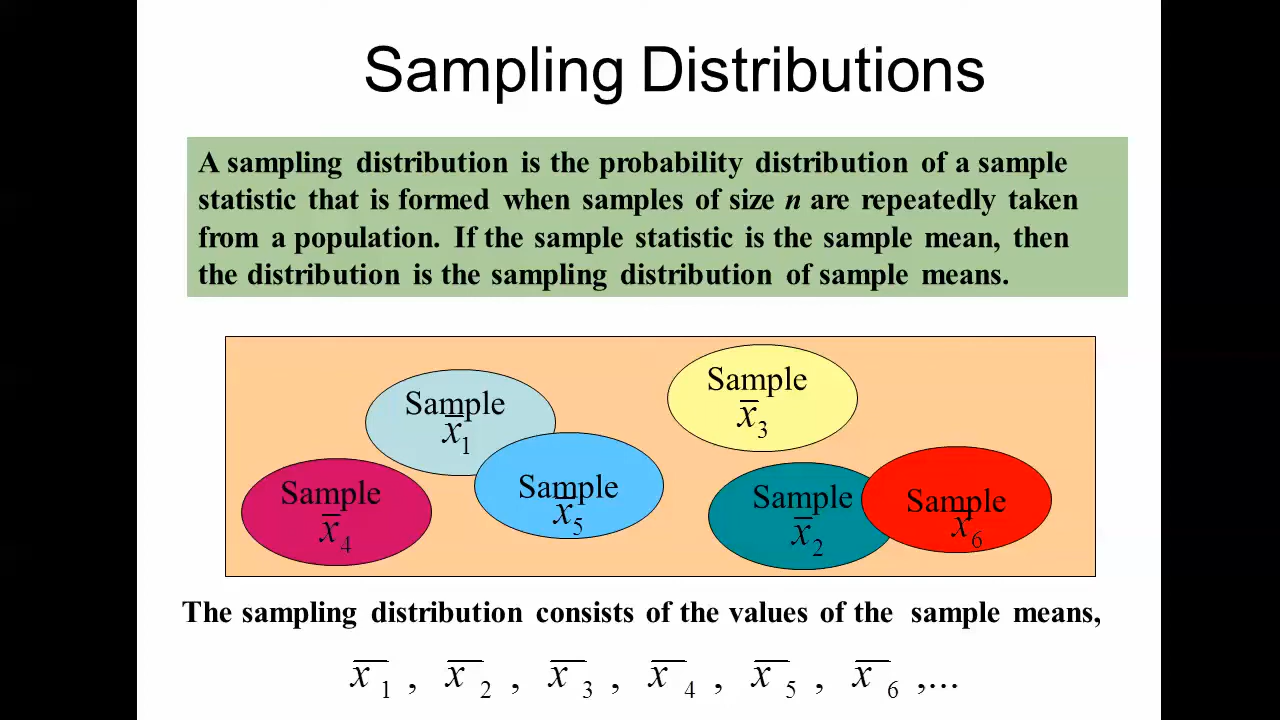 Sampling Distributions
A sampling distribution is the probability distribution of a sample
statistic that is formed when samples of size n are repeatedly taken
from a population. If the sample statistic is the sample mean, then
the distribution is the sampling distribution of sample means.
Sample
x̅₁
Sample
x̅₃
Sample
x̅₄
Sample
x̅₅
Sample
x̅₂
Sample
x̅₆
The sampling distribution consists of the values of the sample means,
x̅₁ , x̅₂ , x̅₃ , x̅₄ , x̅₅ , x̅₆ ,...